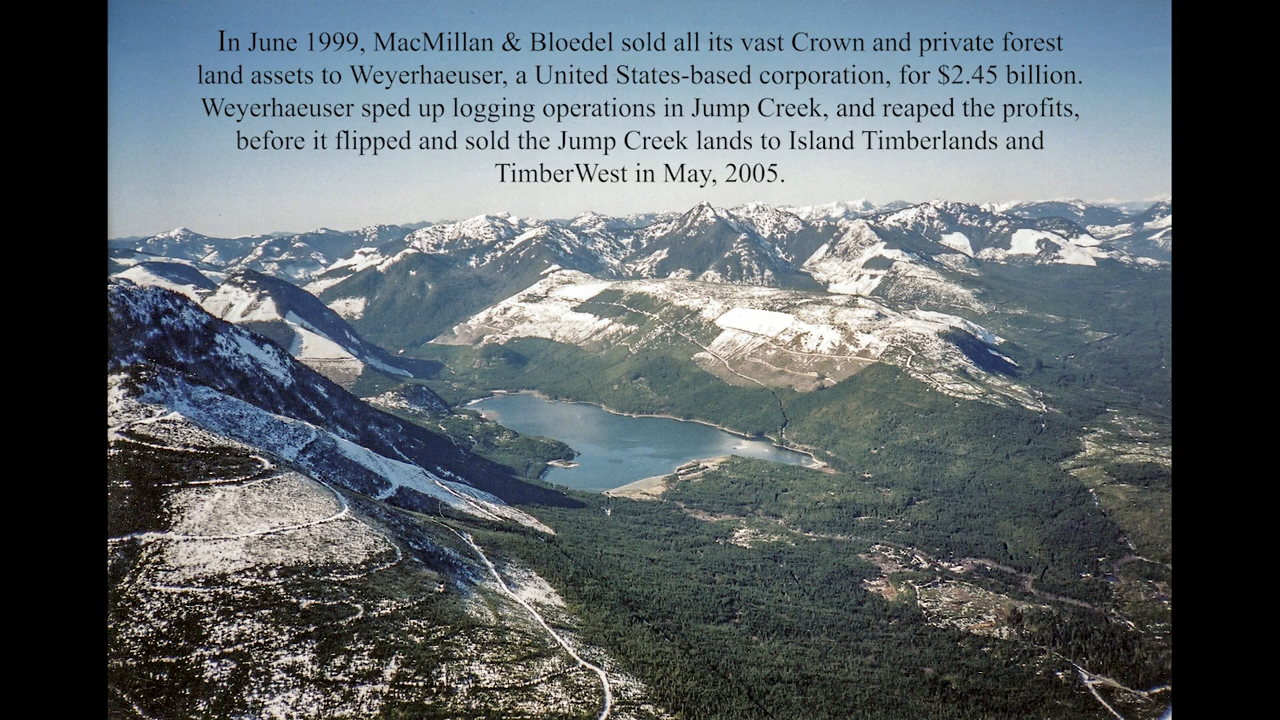 In June 1999, MacMillan & Bloedel sold all its vast Crown and private forest
land assets to Weyerhaeuser, a United States-based corporation, for $2.45 billion.
Weyerhaeuser sped up logging operations in Jump Creek, and reaped the profits,
before it flipped and sold the Jump Creek lands to Island Timberlands and
TimberWest in May, 2005.